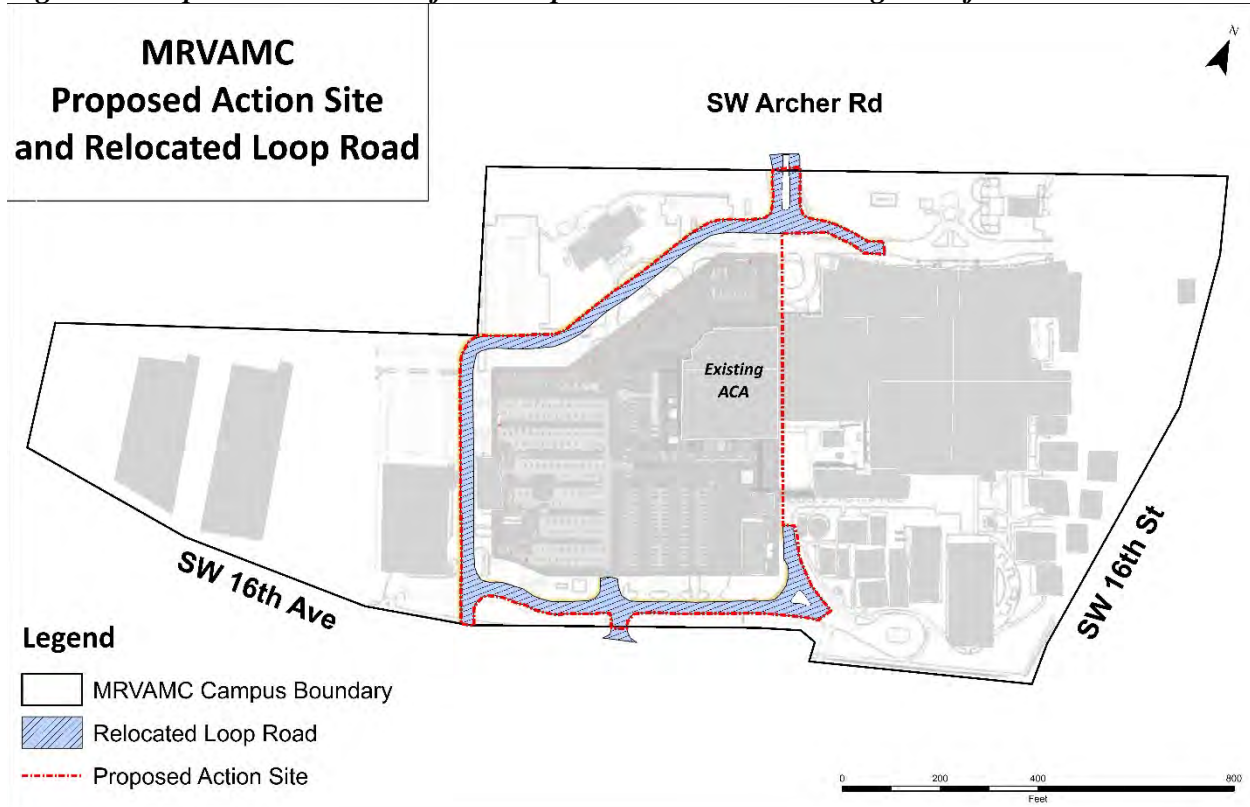 MRVAMC
Proposed Action Site
and Relocated Loop Road
N
SW Archer Rd
Existing
ACA
SW 16th Ave
SW 16th St
Legend
MRVAMC Campus Boundary
Relocated Loop Road
Proposed Action Site
0 200 400 800
Feet